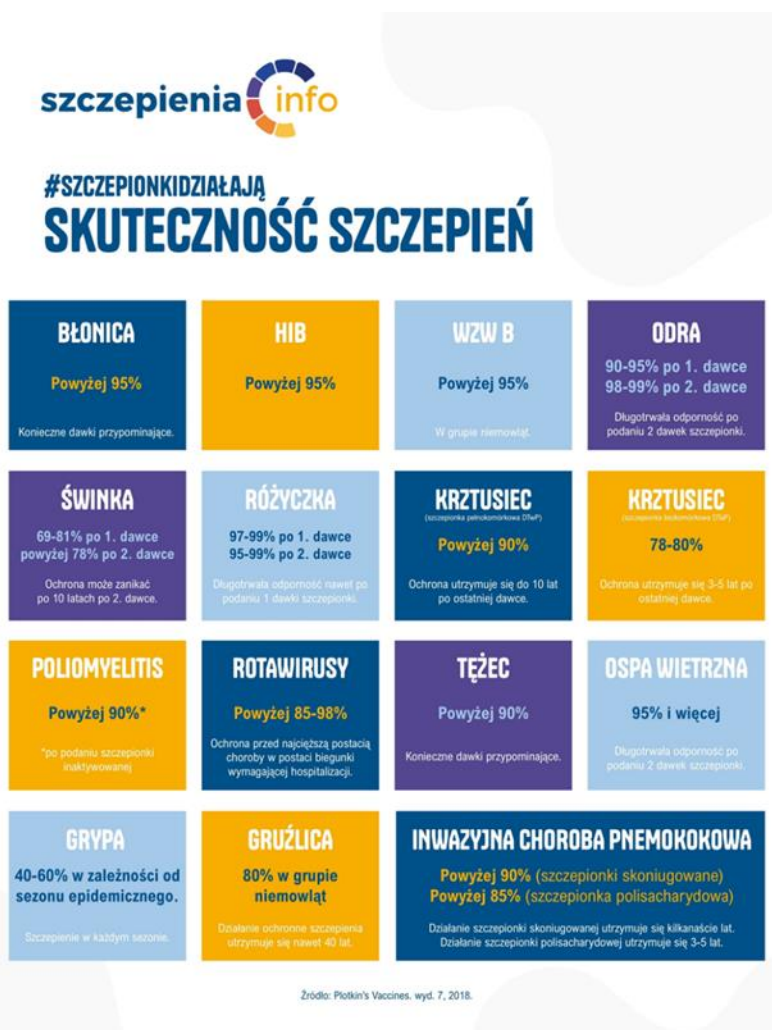 szczepienia info
#SZCZEPIONKIDZIAŁAJĄ
SKUTECZNOŚĆ SZCZEPIEŃ
BŁONICA
Powyżej 95%
Konieczne dawki przypominające.
HIB
Powyżej 95%
WZW B
Powyżej 95%
W grupie niemowląt.
ODRA
90-95% po 1. dawce
98-99% po 2. dawce
Długotrwała odporność po
podaniu 2 dawek szczepionki.
ŚWINKA
69-81% po 1. dawce
powyżej 78% po 2. dawce
Ochrona może zanikać
po 10 latach po 2. dawce.
RÓŻYCZKA
97-99% po 1. dawce
95-99% po 2. dawce
Długotrwała odporność nawet po
podaniu 1 dawki szczepionki.
KRZTUSIEC
(szczepionka pełnokomórkowa DTwP)
Powyżej 90%
Ochrona utrzymuje się do 10 lat
po ostatniej dawce.
KRZTUSIEC
(szczepionka bezkomórkowa DTaP)
78-80%
Ochrona utrzymuje się 3-5 lat po
ostatniej dawce.
POLIOMYELITIS
Powyżej 90%*
*po podaniu szczepionki
inaktywowanej
ROTAWIRUSY
Powyżej 85-98%
Ochrona przed najcięższą postacią
choroby w postaci biegunki
wymagającej hospitalizacji.
TĘŻEC
Powyżej 90%
Konieczne dawki przypominające.
OSPA WIETRZNA
95% i więcej
Długotrwała odporność po
podaniu 2 dawek szczepionki.
GRYPA
40-60% w zależności od
sezonu epidemicznego.
Szczepienie w każdym sezonie.
GRUŹLICA
80% w grupie
niemowląt
Działanie ochronne szczepienia
utrzymuje się nawet 40 lat.
INWAZYJNA CHOROBA PNEMOKOKOWA
Powyżej 90% (szczepionki skoniugowane)
Powyżej 85% (szczepionka polisacharydowa)
Działanie szczepionki skoniugowanej utrzymuje się kilkanaście lat.
Działanie szczepionki polisacharydowej utrzymuje się 3-5 lat.
Źródło: Plotkin's Vaccines. wyd. 7, 2018.